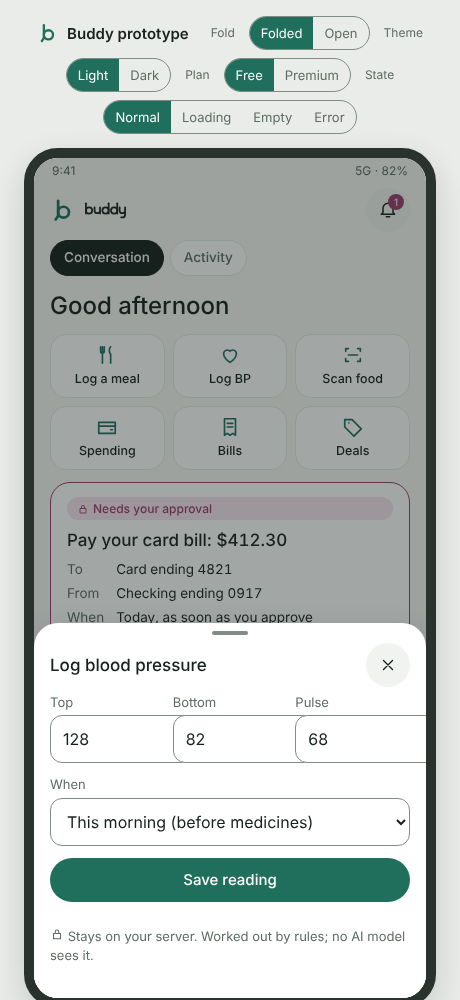 Buddy prototype Fold Folded Open Theme
Light Dark Plan Free Premium State
Normal Loading Empty Error
9:41 5G · 82%
buddy 1
Conversation Activity
Good afternoon
Log a meal Log BP Scan food
Spending Bills Deals
Needs your approval
Pay your card bill: $412.30
To Card ending 4821
From Checking ending 0917
When Today, as soon as you approve
Log blood pressure
Top Bottom Pulse
128 82 68
When
This morning (before medicines)
Save reading
Stays on your server. Worked out by rules; no AI model
sees it.